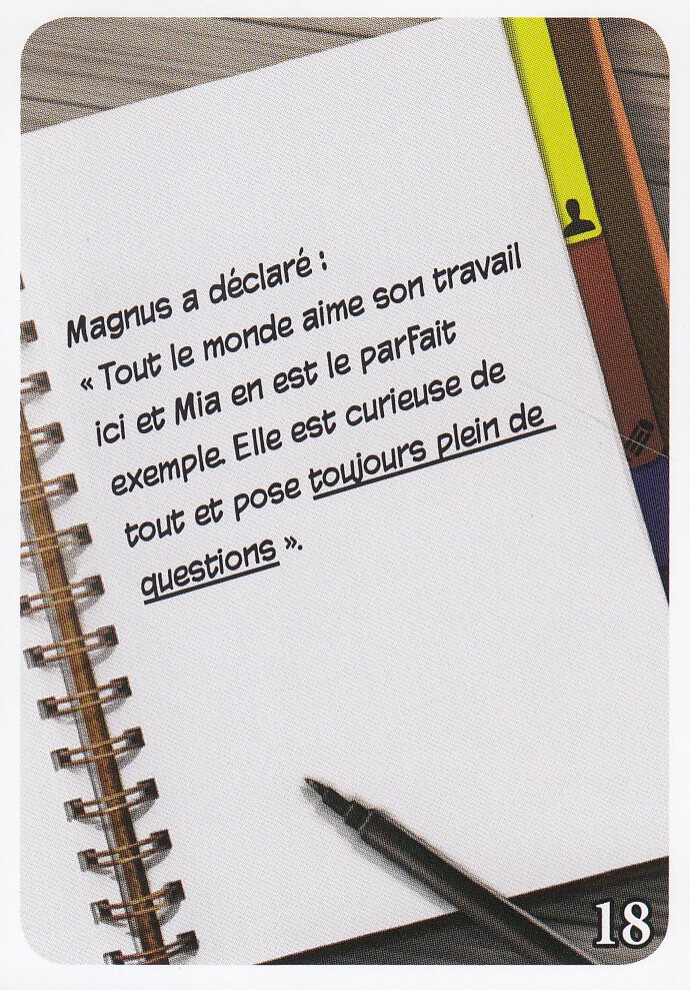 Magnus a déclaré :
« Tout le monde aime son travail
ici et Mia en est le parfait
exemple. Elle est curieuse de
tout et pose toujours plein de
questions ».
18